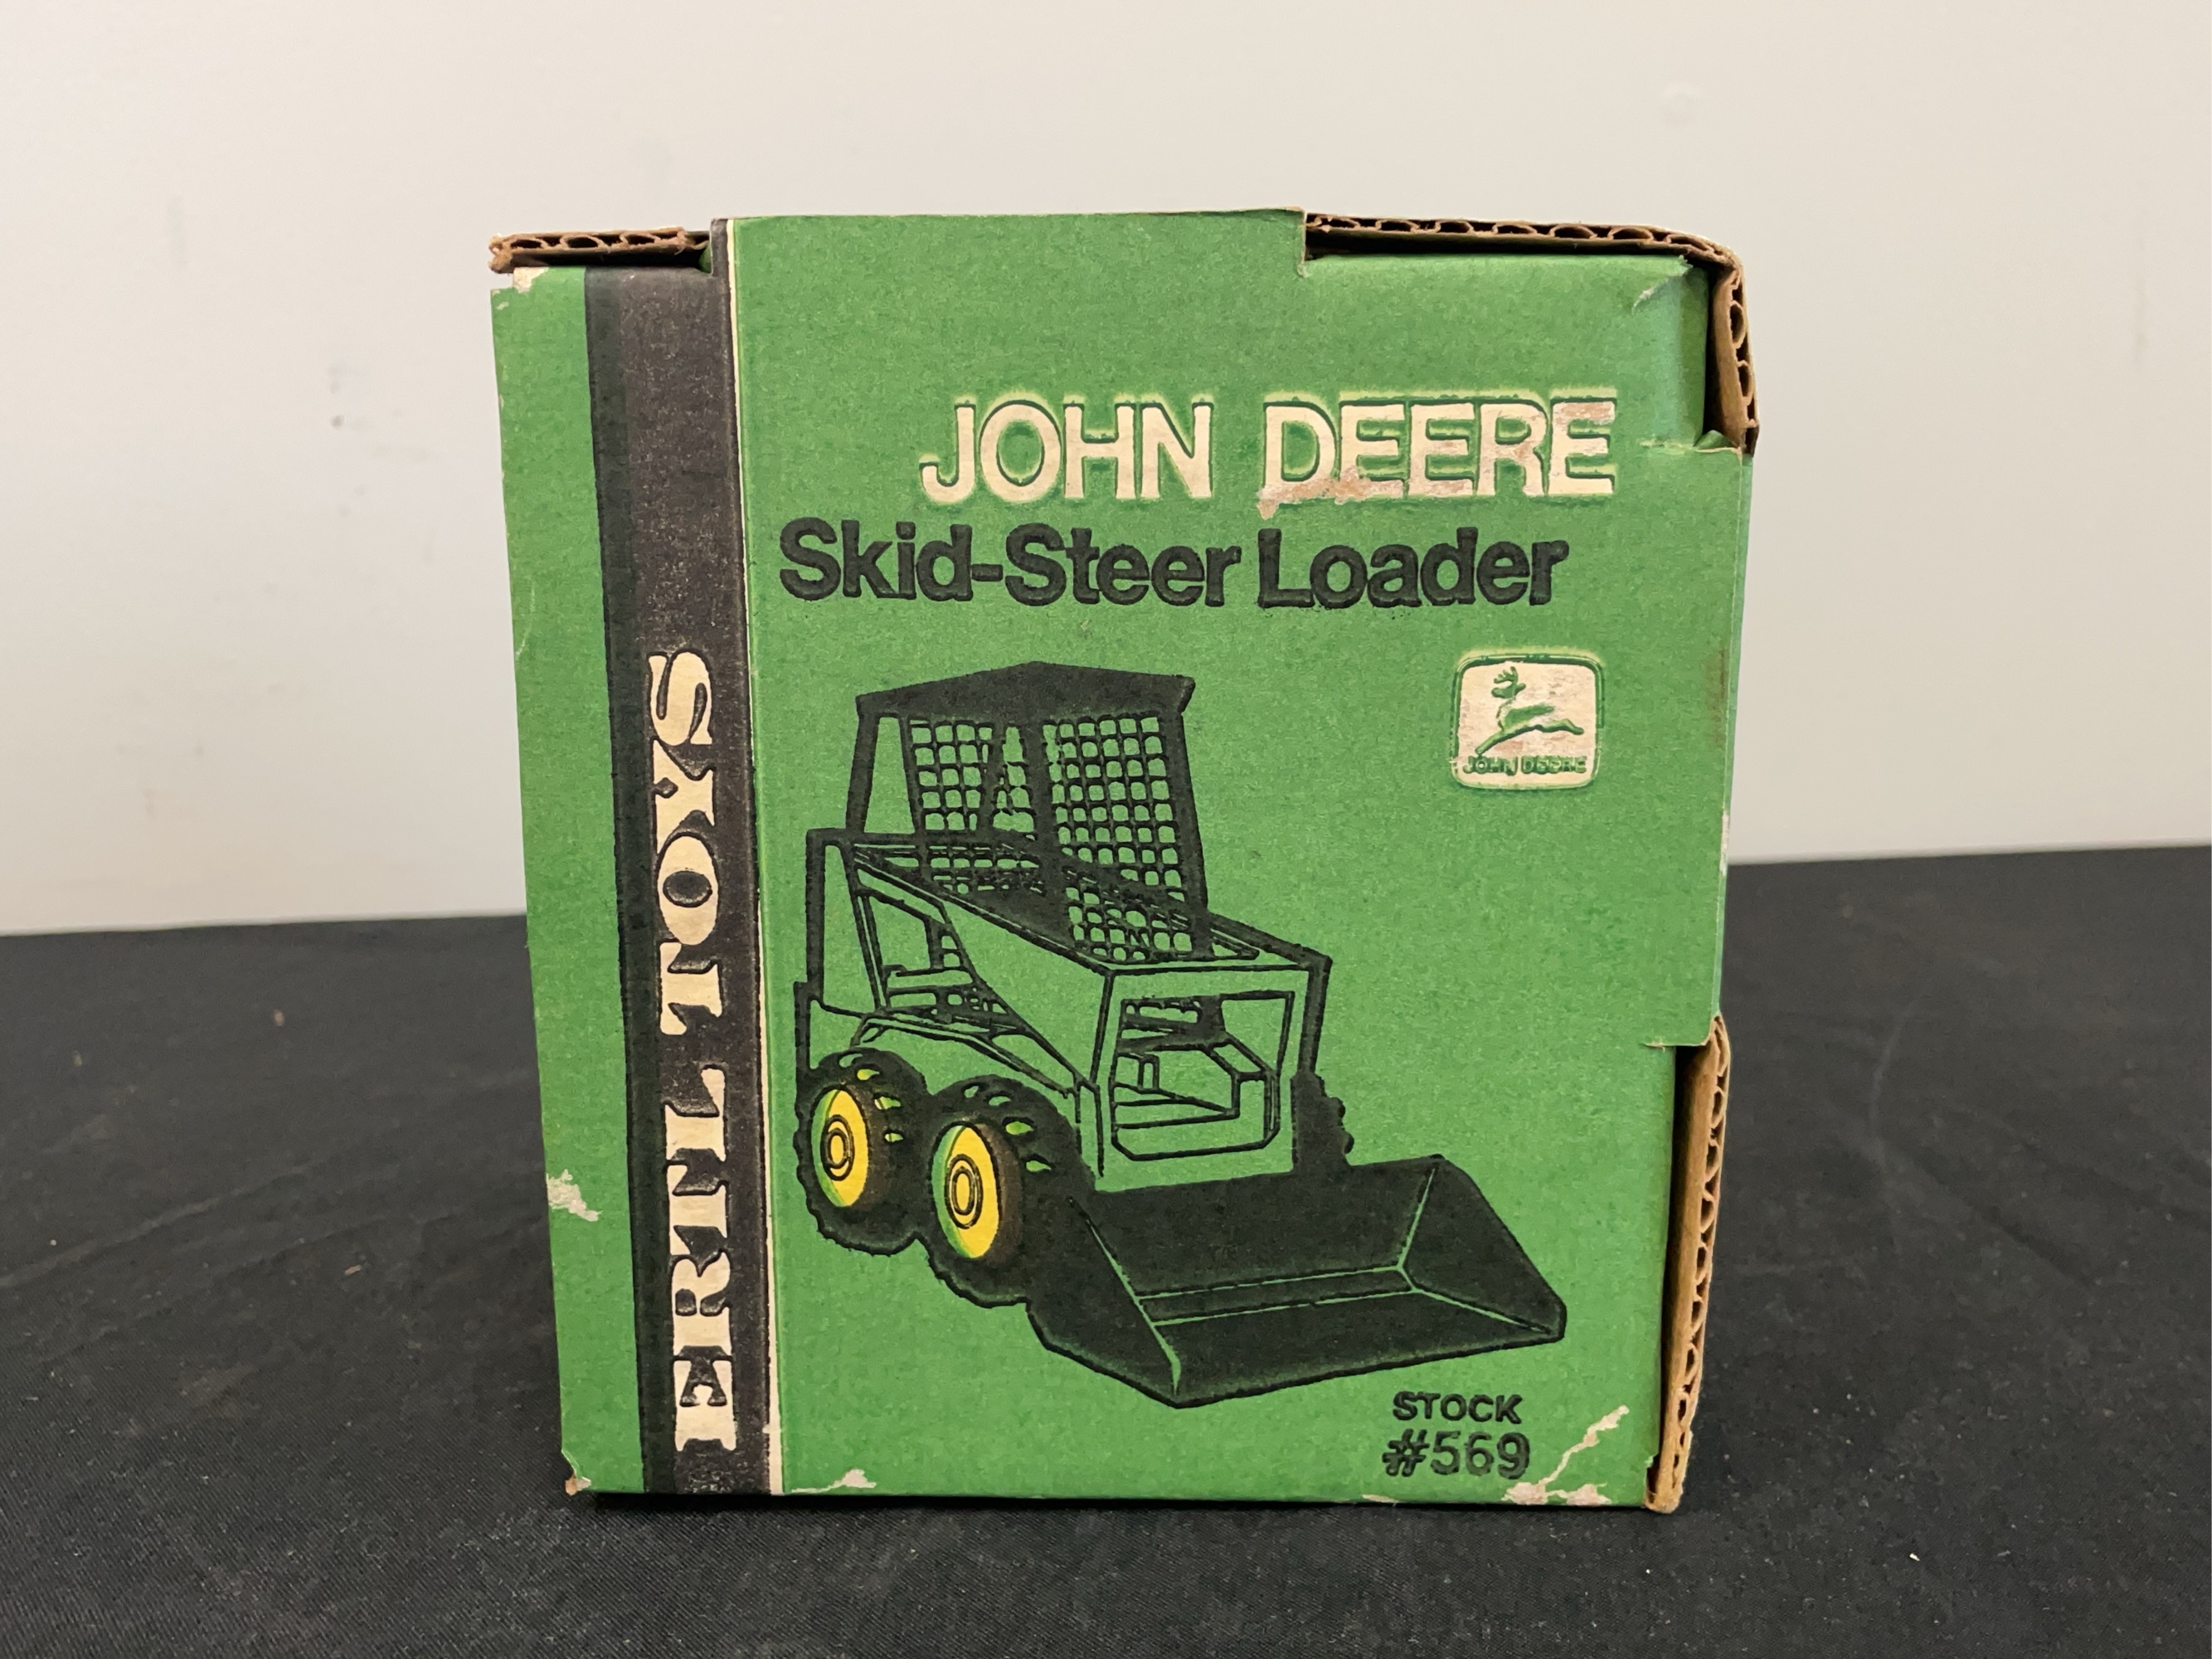 JOHN DEERE
Skid-Steer Loader
JOHN DEERE
ERTL TOYS
STOCK
#569